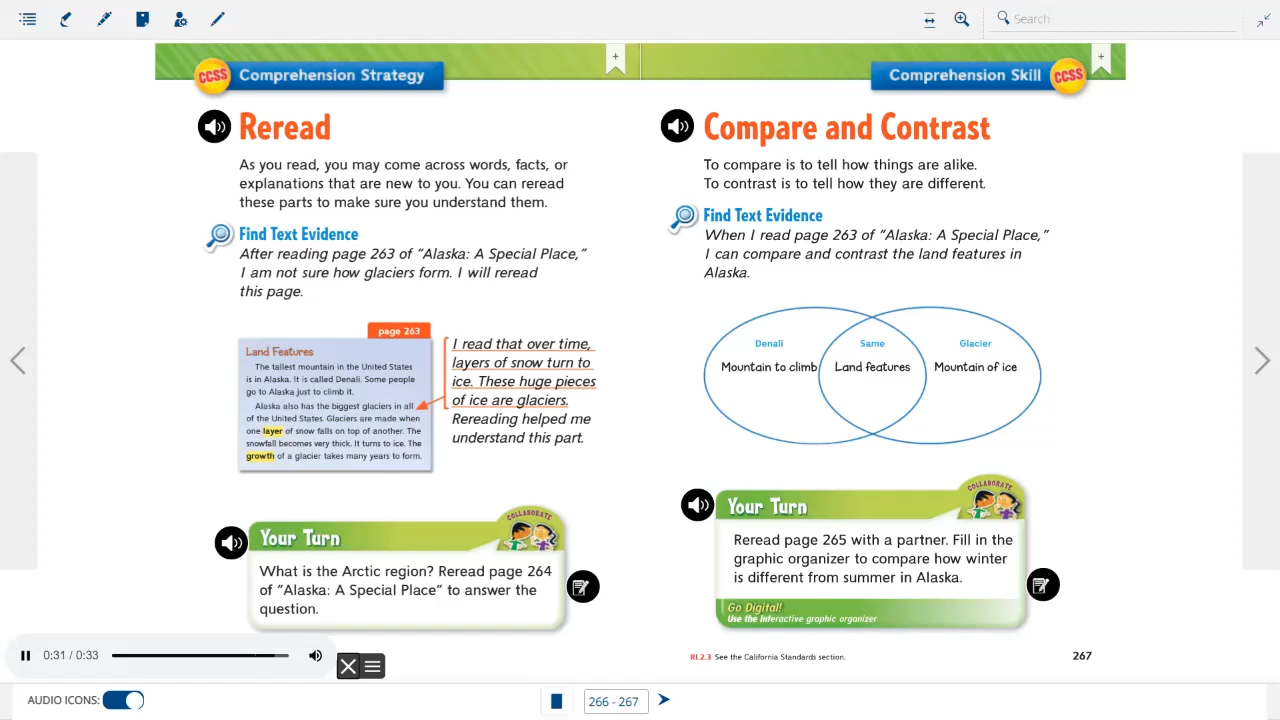 Search
CCSS Comprehension Strategy
Reread
As you read, you may come across words, facts, or
explanations that are new to you. You can reread
these parts to make sure you understand them.
Find Text Evidence
After reading page 263 of “Alaska: A Special Place,”
I am not sure how glaciers form. I will reread
this page.
page 263
Land Features
The tallest mountain in the United States
is in Alaska. It is called Denali. Some people
go to Alaska just to climb it.
Alaska also has the biggest glaciers in all
of the United States. Glaciers are made when
one layer of snow falls on top of another. The
snowfall becomes very thick. It turns to ice. The
growth of a glacier takes many years to form.
I read that over time,
layers of snow turn to
ice. These huge pieces
of ice are glaciers.
Rereading helped me
understand this part.
COLLABORATE
Your Turn
What is the Arctic region? Reread page 264
of “Alaska: A Special Place” to answer the
question.
Comprehension Skill CCSS
Compare and Contrast
To compare is to tell how things are alike.
To contrast is to tell how they are different.
Find Text Evidence
When I read page 263 of “Alaska: A Special Place,”
I can compare and contrast the land features in
Alaska.
Denali Same Glacier
Mountain to climb Land features Mountain of ice
COLLABORATE
Your Turn
Reread page 265 with a partner. Fill in the
graphic organizer to compare how winter
is different from summer in Alaska.
Go Digital!
Use the Interactive graphic organizer
RI.2.3 See the California Standards section.
267
0:31 / 0:33
AUDIO ICONS:
266 - 267